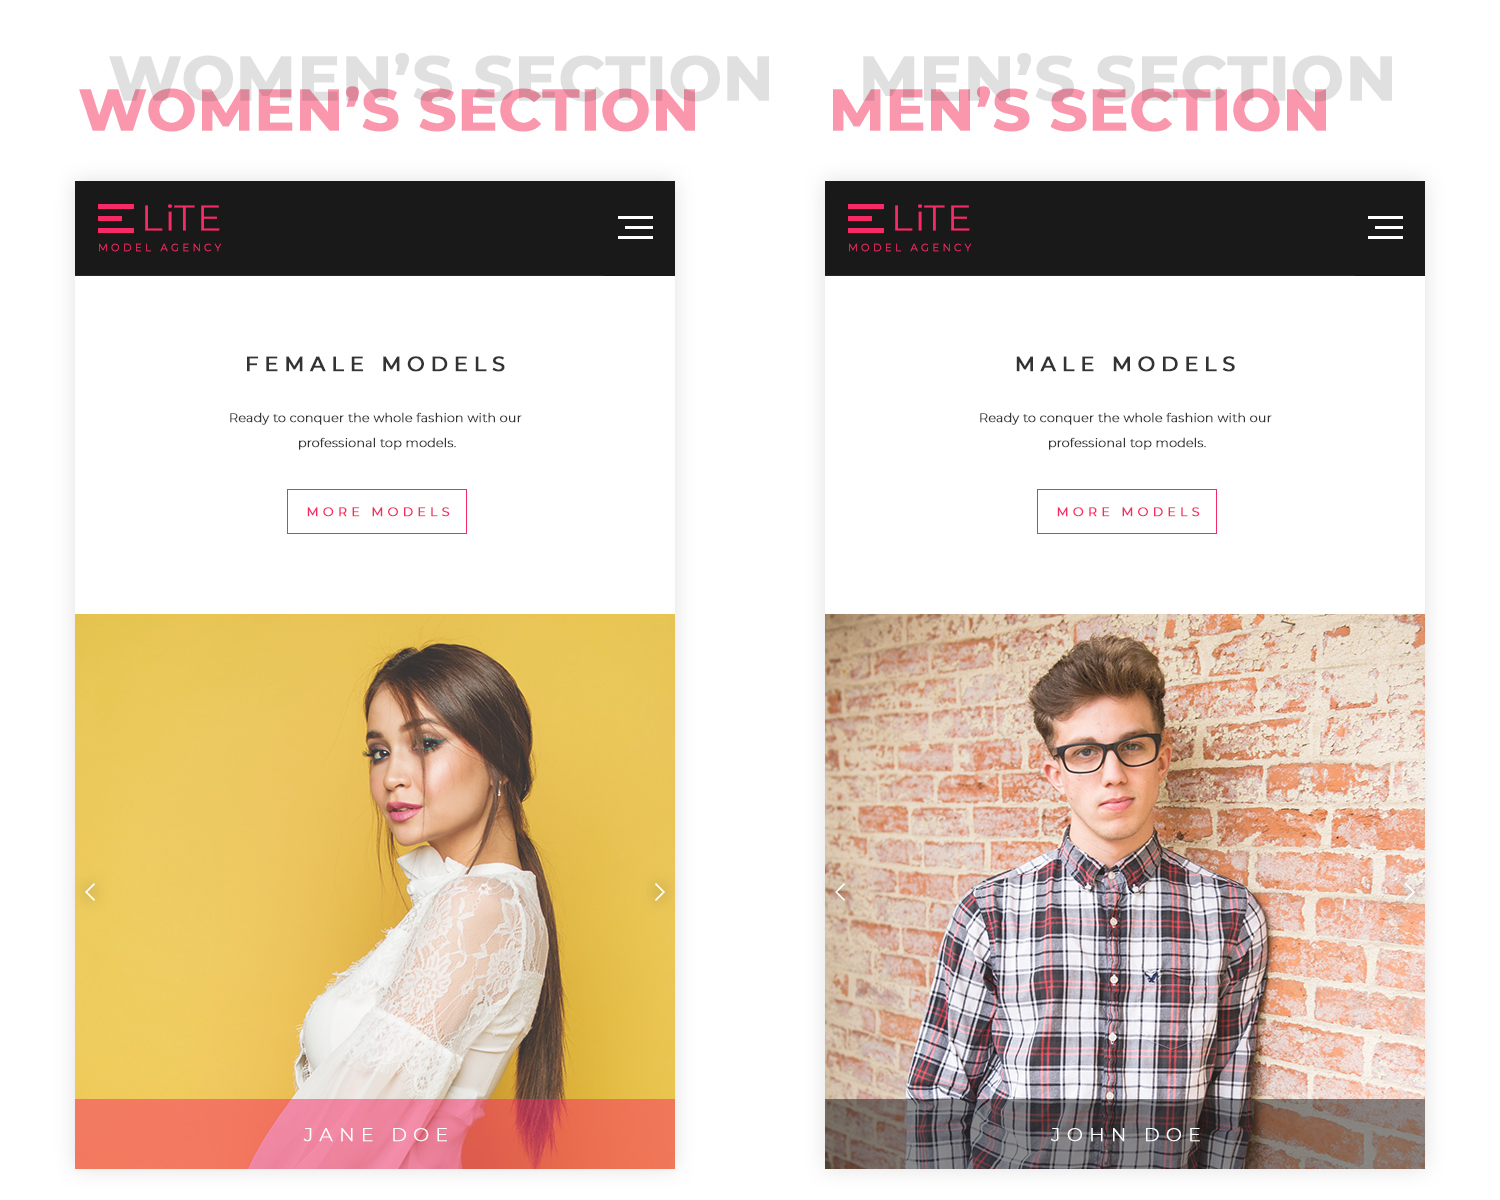 WOMEN’S SECTION
WOMEN’S SECTION
ELiTE
MODEL AGENCY
FEMALE MODELS
Ready to conquer the whole fashion with our
professional top models.
MORE MODELS
JANE DOE
MEN’S SECTION
MEN’S SECTION
ELiTE
MODEL AGENCY
MALE MODELS
Ready to conquer the whole fashion with our
professional top models.
MORE MODELS
JOHN DOE